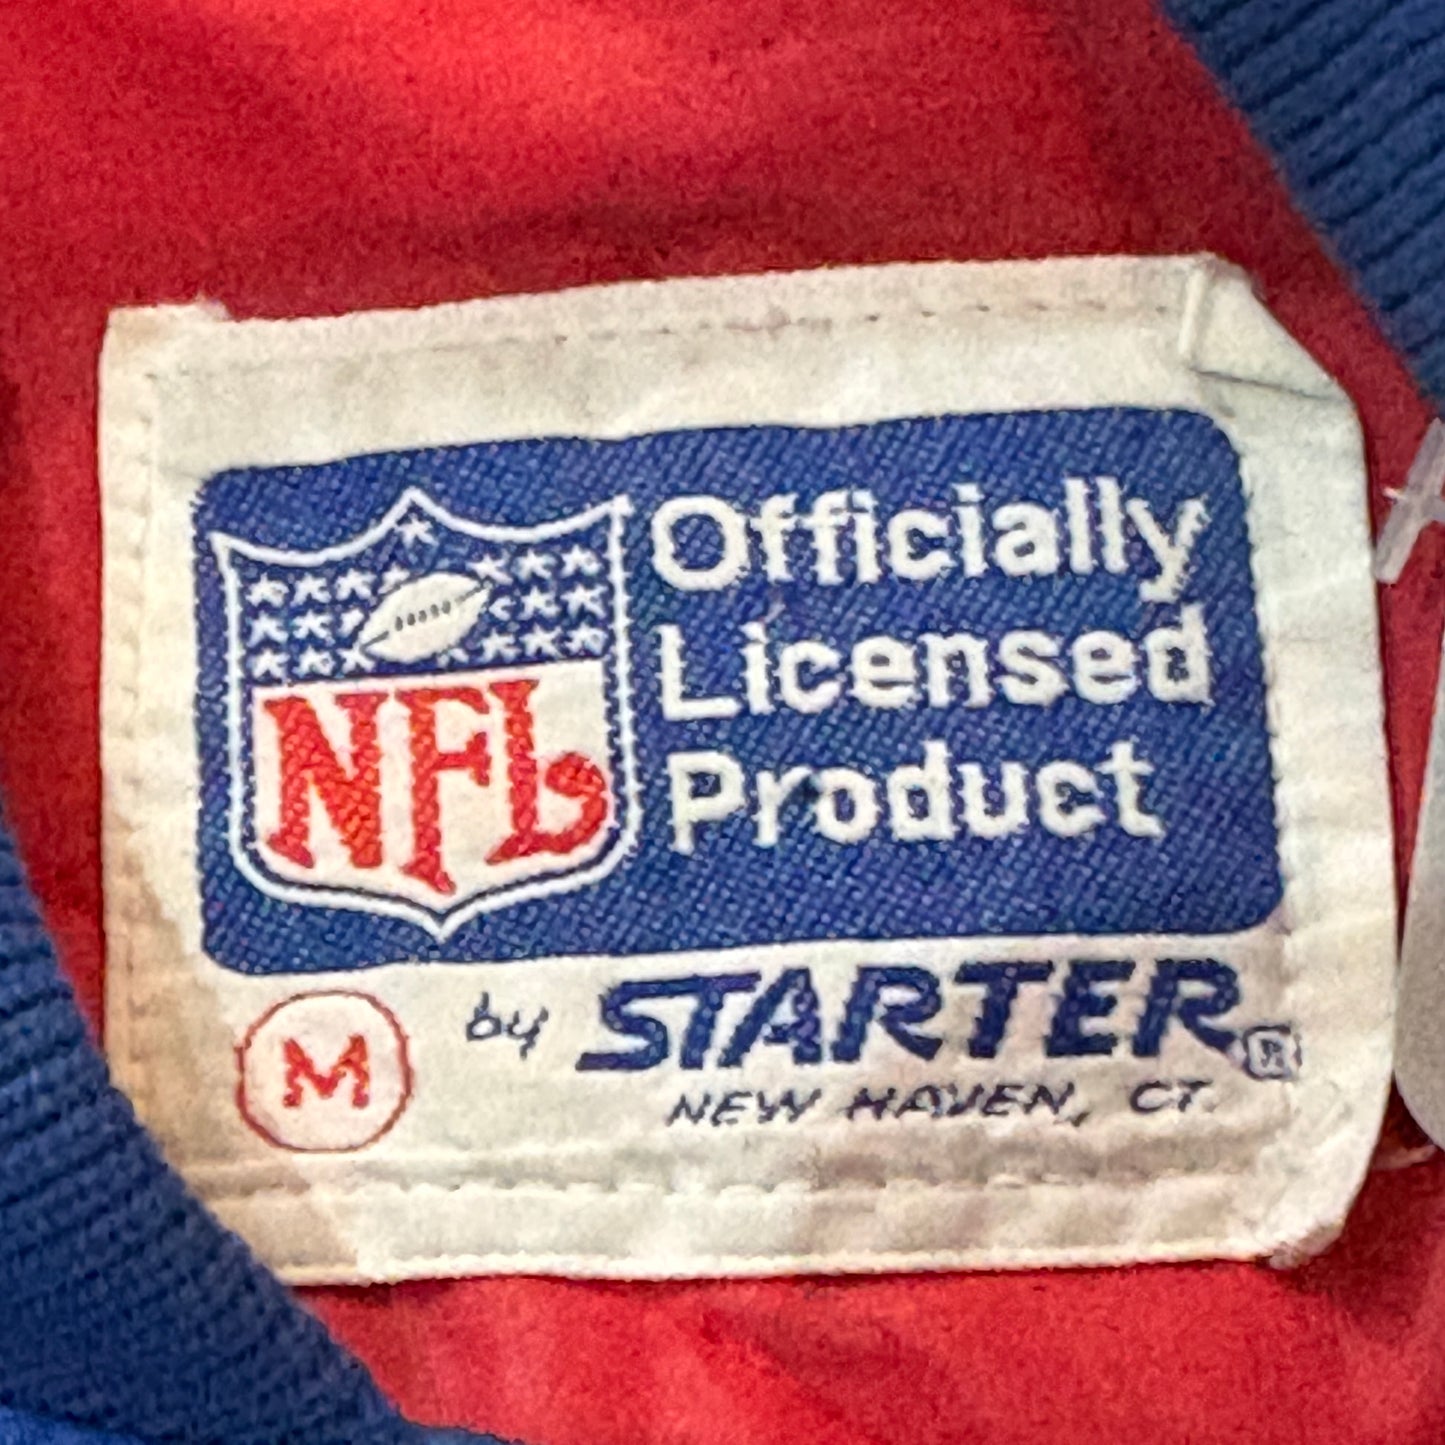 NFL
Officially
Licensed
Product
M
by STARTER®
NEW HAVEN, CT.